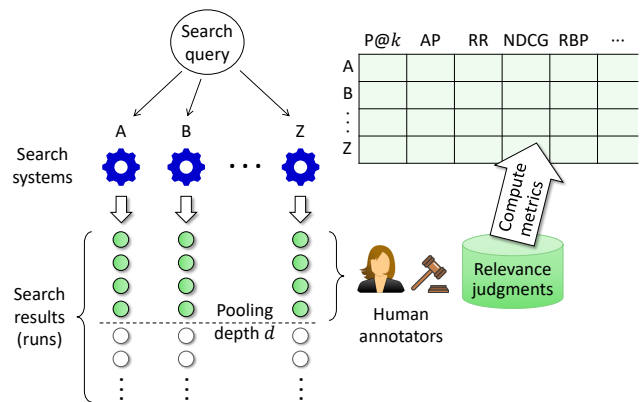 Search
query
P@k AP RR NDCG RBP ···
A
B
⋮
Z
A B Z
Search
systems
· · ·
Compute
metrics
Search
results
(runs)
Pooling
depth d
Human
annotators
Relevance
judgments